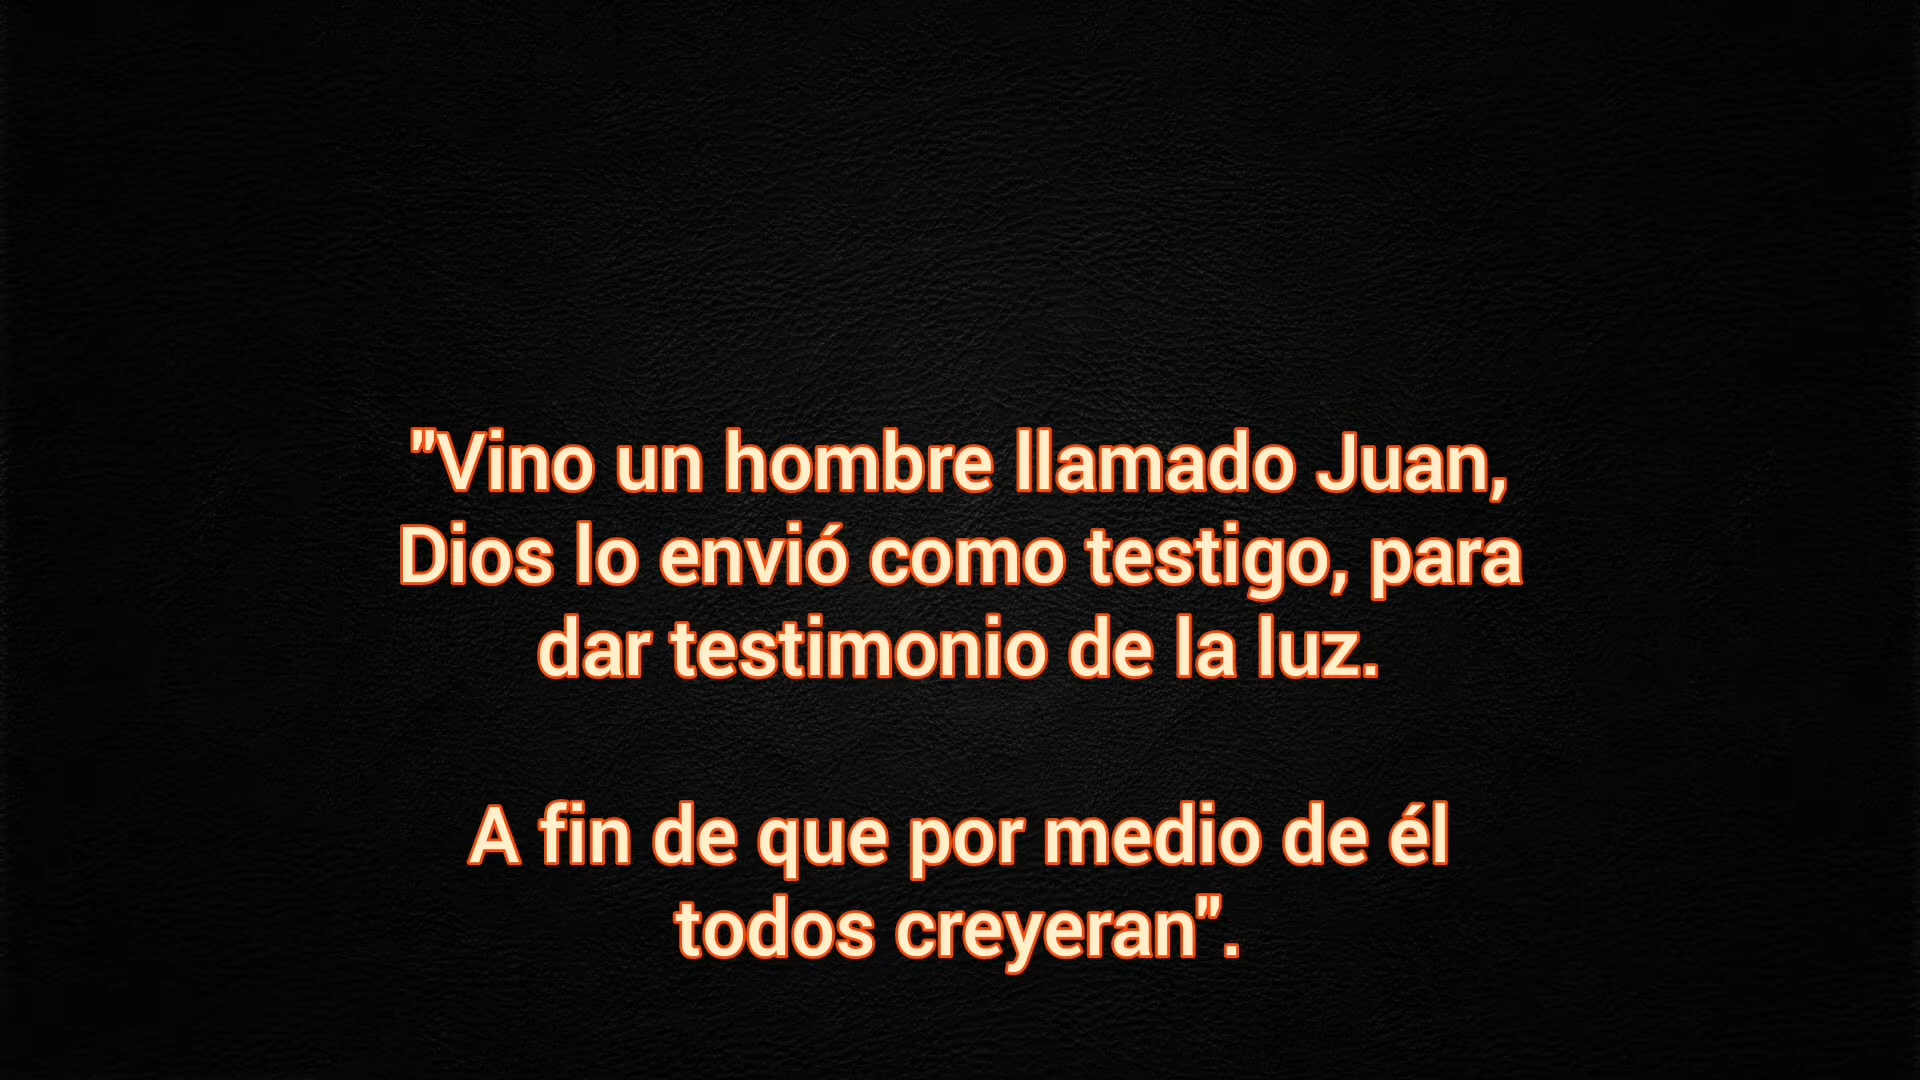 "Vino un hombre llamado Juan,
Dios lo envió como testigo, para
dar testimonio de la luz.
A fin de que por medio de él
todos creyeran".